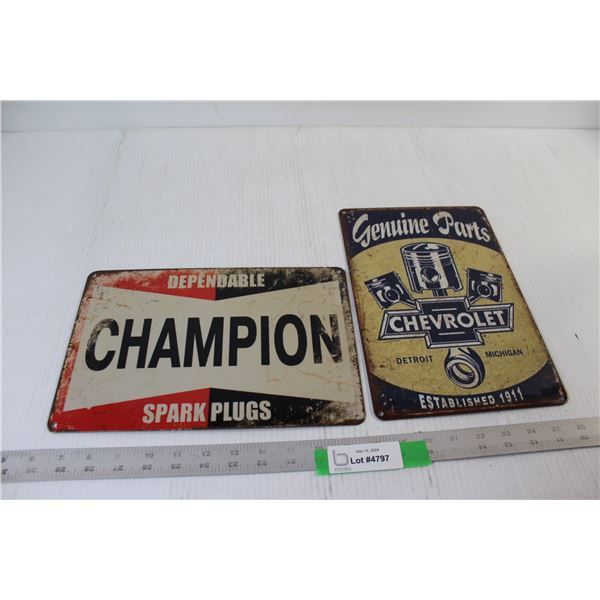 DEPENDABLE
CHAMPION
SPARK PLUGS
Genuine Parts
CHEVROLET
DETROIT MICHIGAN
ESTABLISHED 1911
Lot #4797